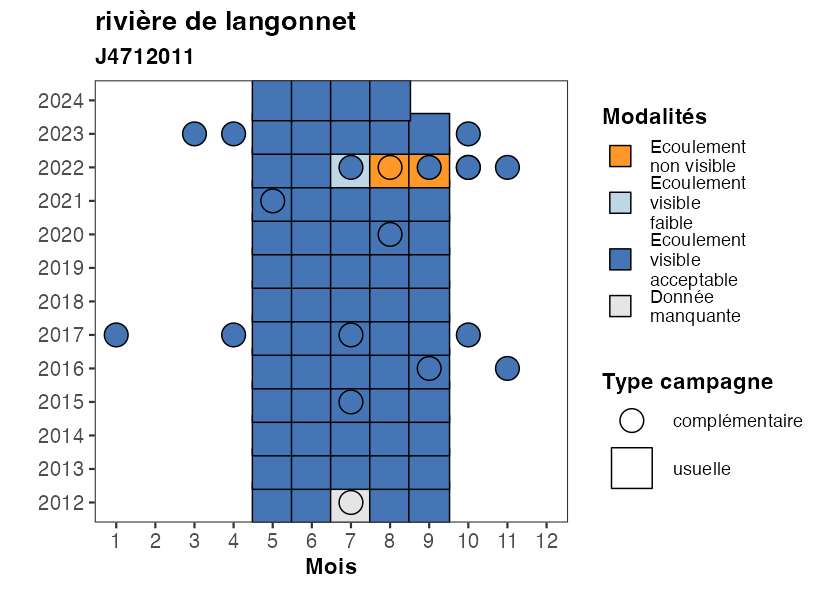 rivière de langonnet
J4712011
2024
2023
2022
2021
2020
2019
2018
2017
2016
2015
2014
2013
2012
1 2 3 4 5 6 7 8 9 10 11 12
Mois
Modalités
Ecoulement
non visible
Ecoulement
visible
faible
Ecoulement
visible
acceptable
Donnée
manquante
Type campagne
complémentaire
usuelle